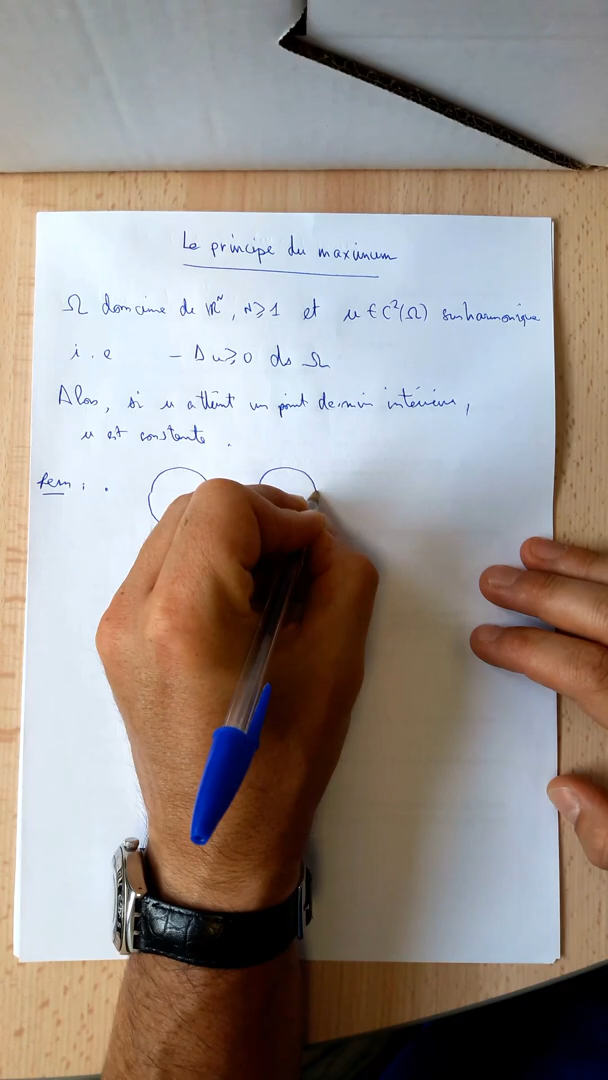 Le principe du maximum
Ω domaine de ℝᴺ, N≥1 et u ∈ C²(Ω) surharmonique
i.e -Δu≥0 ds Ω
Alors, si u atteint un point de min intérieur,
u est constante.
Rem : .